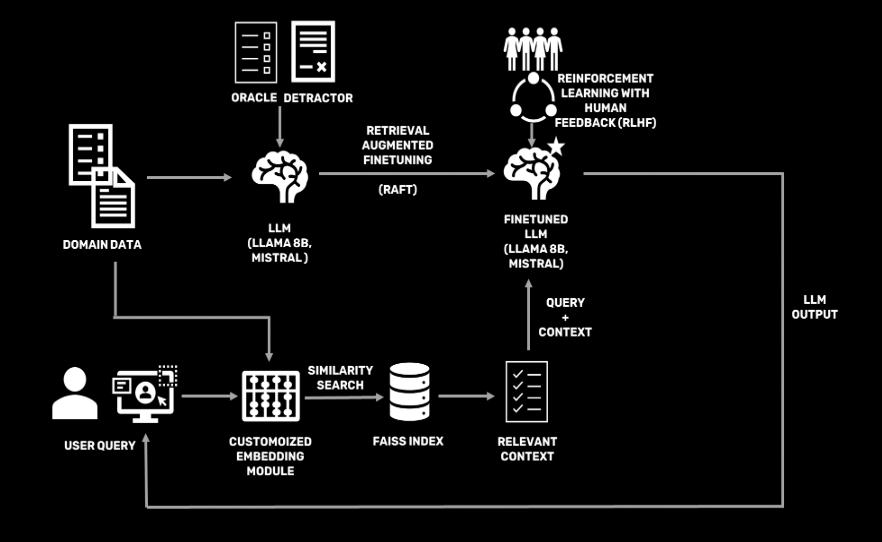 ORACLE DETRACTOR
REINFORCEMENT
LEARNING WITH
HUMAN
FEEDBACK (RLHF)
RETRIEVAL
AUGMENTED
FINETUNING
(RAFT)
DOMAIN DATA
LLM
(LLAMA 8B,
MISTRAL )
FINETUNED
LLM
(LLAMA 8B,
MISTRAL)
QUERY
+
CONTEXT
LLM
OUTPUT
SIMILARITY
SEARCH
USER QUERY
CUSTOMOIZED
EMBEDDING
MODULE
FAISS INDEX
RELEVANT
CONTEXT